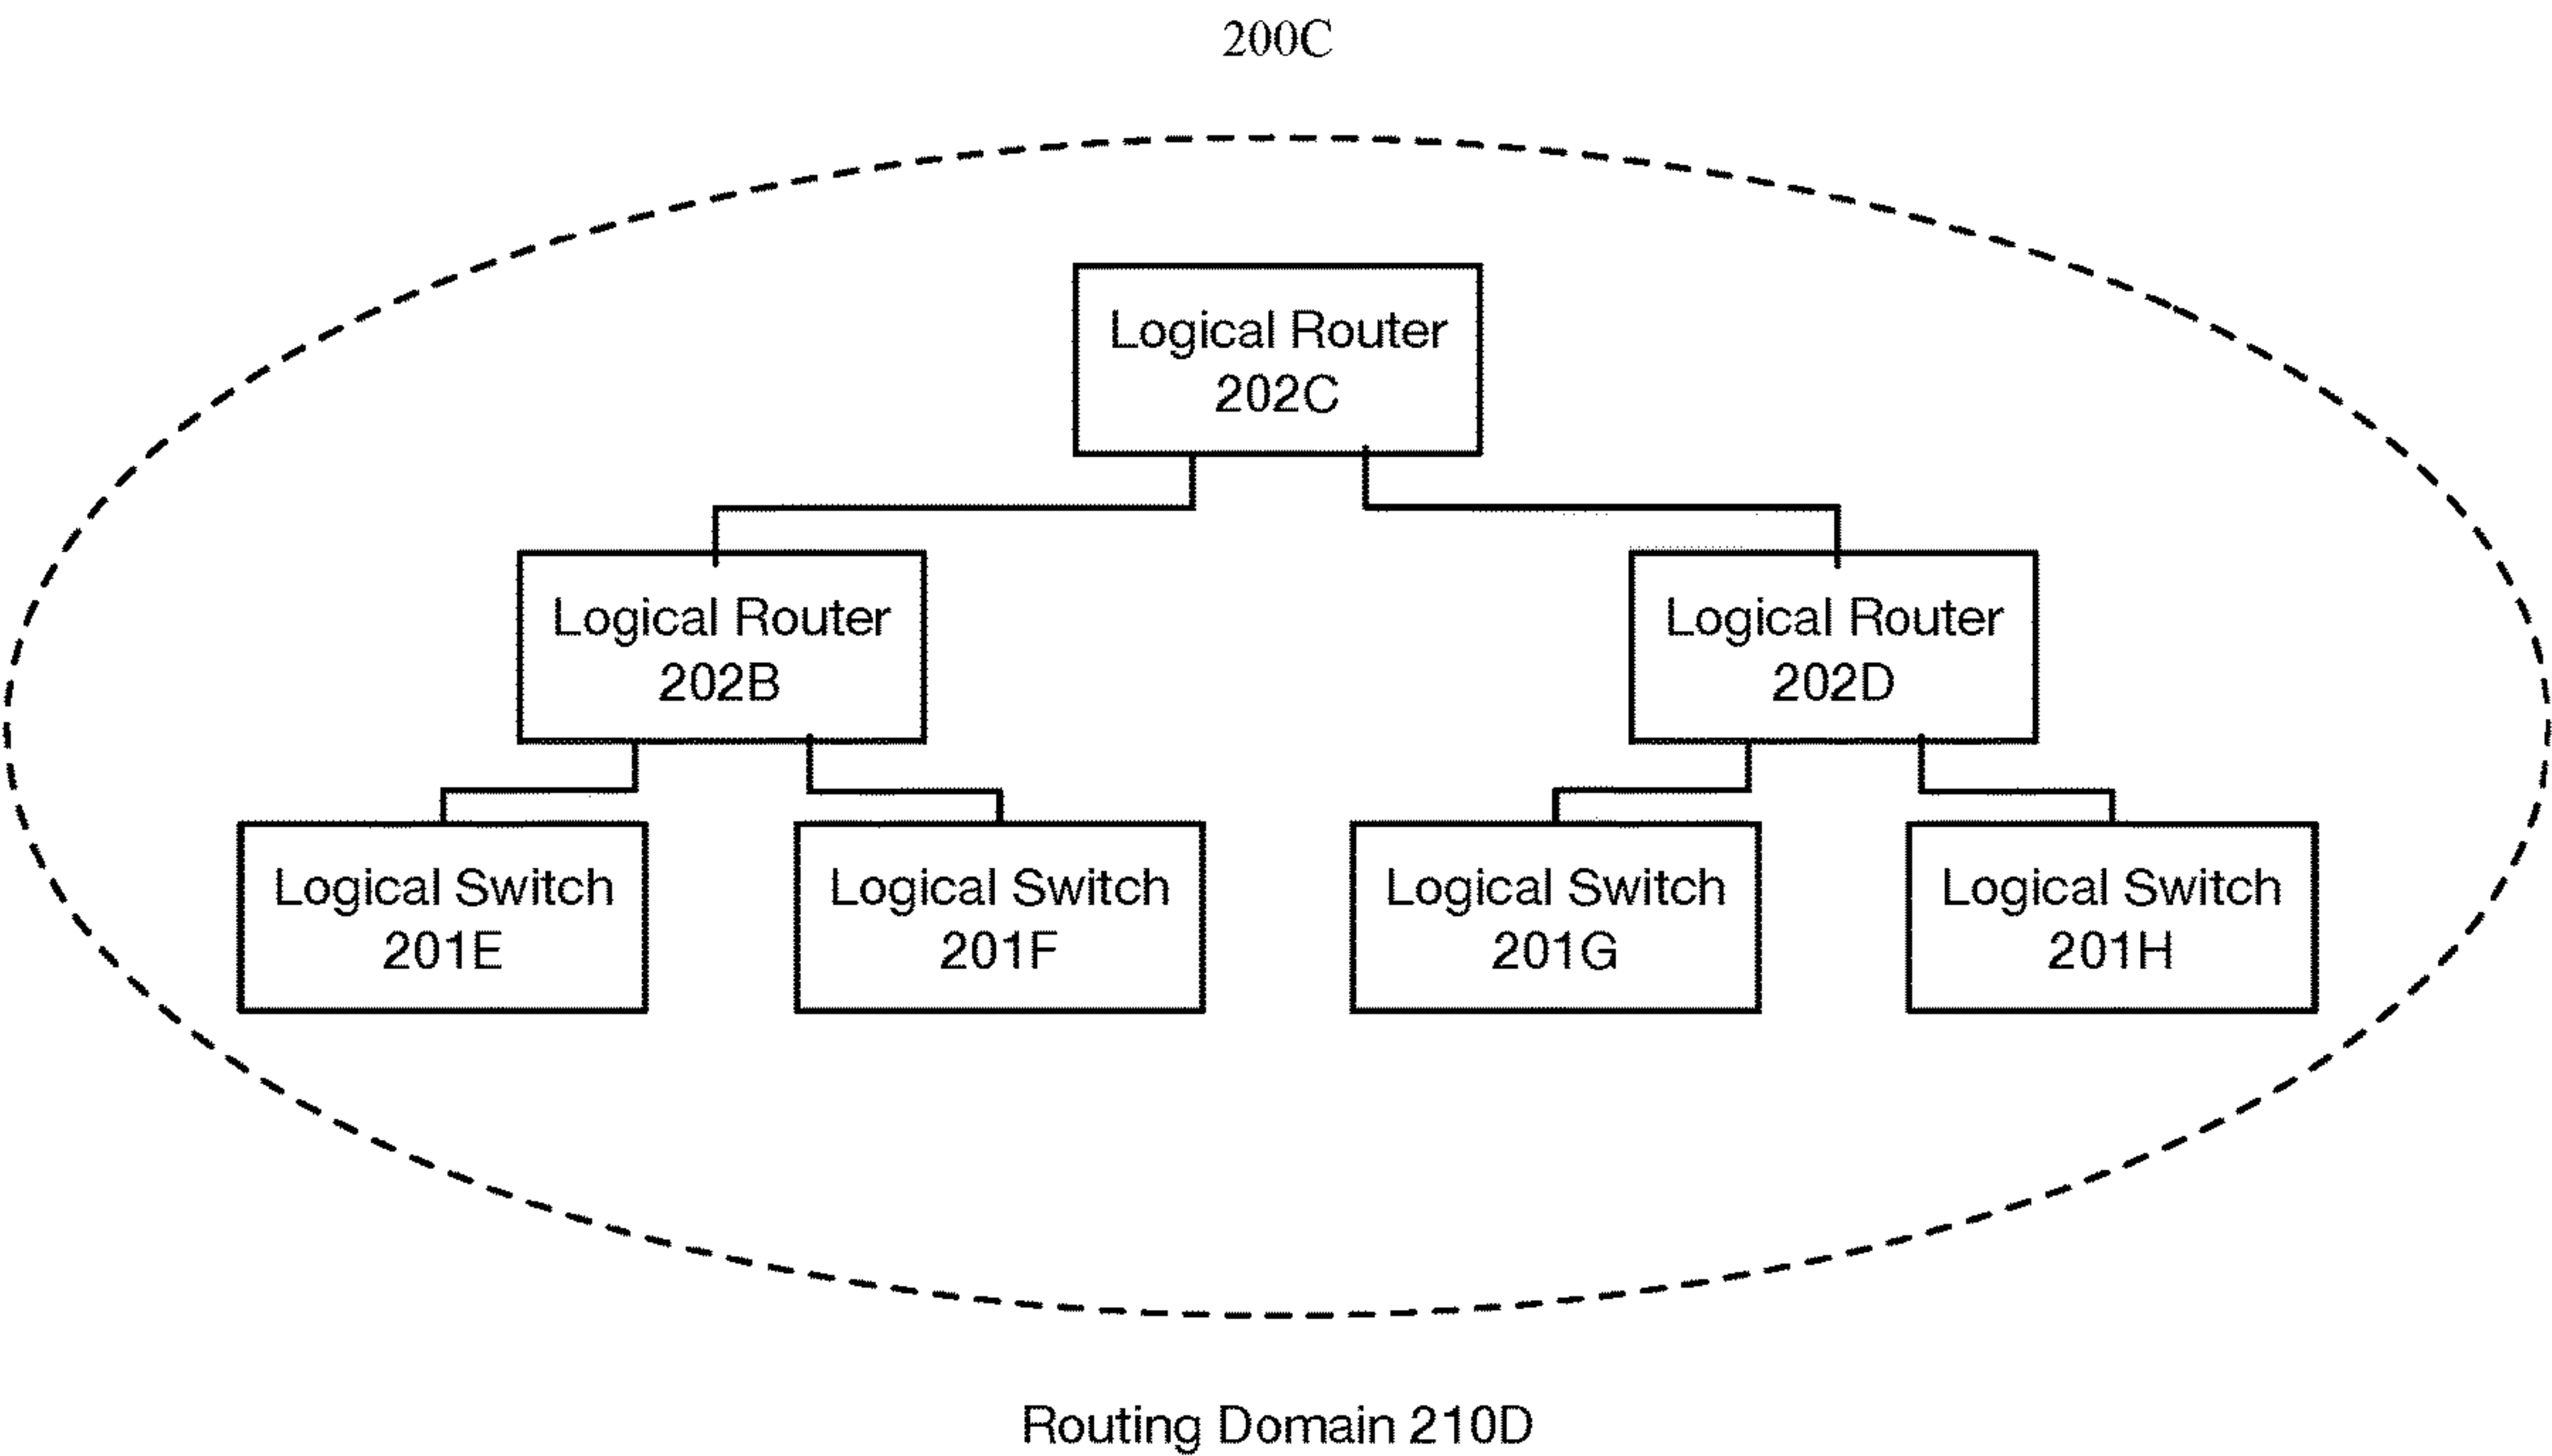 200C
Logical Router
202C
Logical Router
202B
Logical Router
202D
Logical Switch
201E
Logical Switch
201F
Logical Switch
201G
Logical Switch
201H
Routing Domain 210D